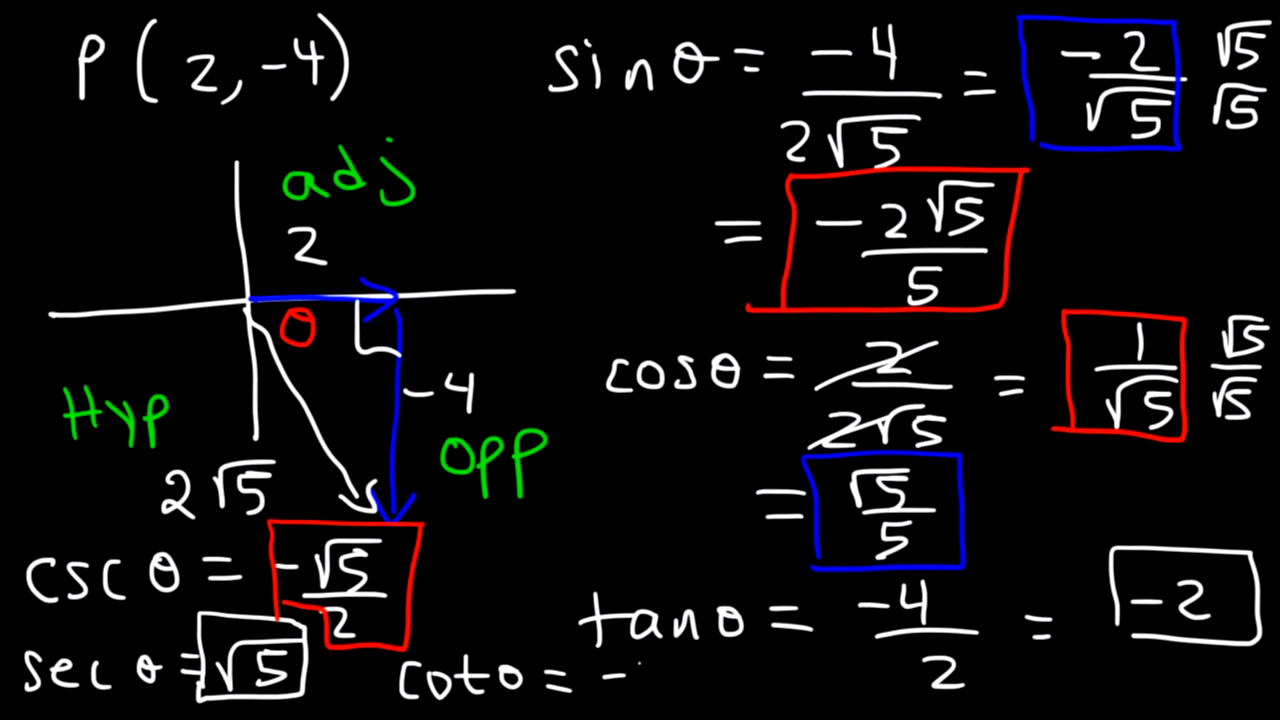 P(2, -4)
adj
2
θ
-4
Hyp
opp
2√5
cscθ = -√5/2
secθ = √5
sinθ = -4/2√5 = -2/√5 √5/√5
= -2√5/5
cosθ = 2/2√5 = 1/√5 √5/√5
= √5/5
tanθ = -4/2 = -2
cotθ = -